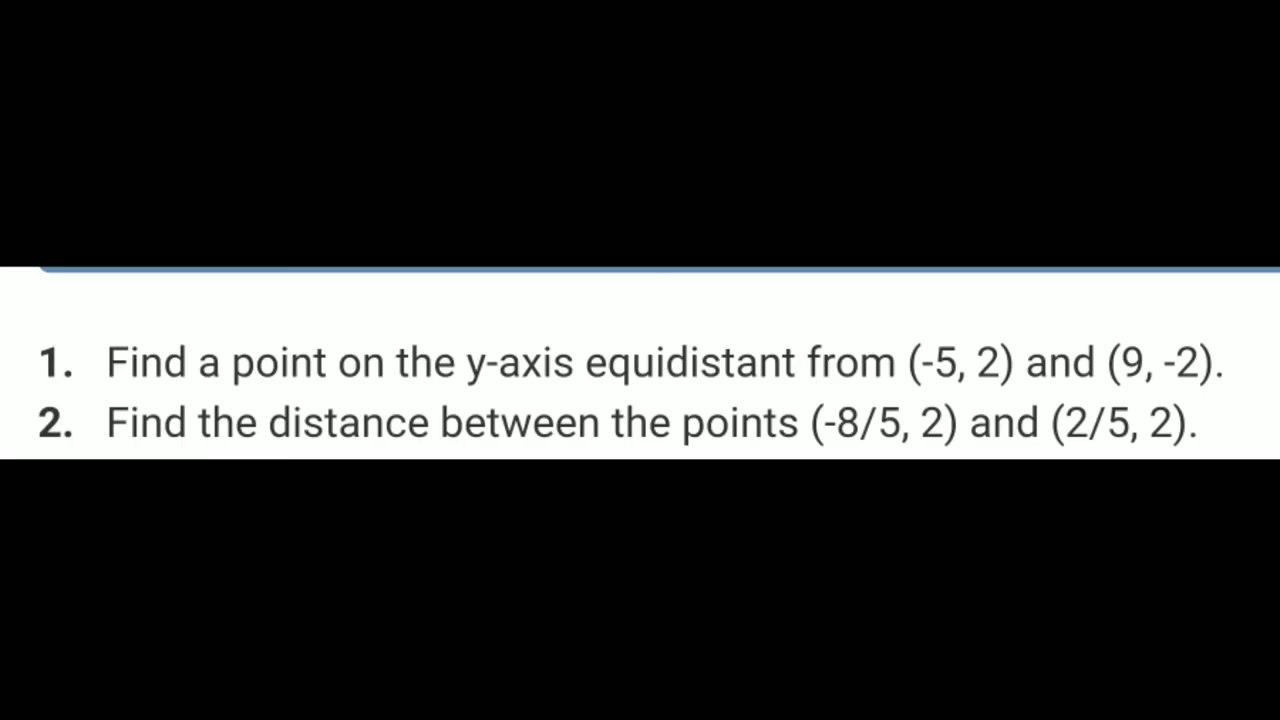 1. Find a point on the y-axis equidistant from (-5, 2) and (9, -2).
2. Find the distance between the points (-8/5, 2) and (2/5, 2).